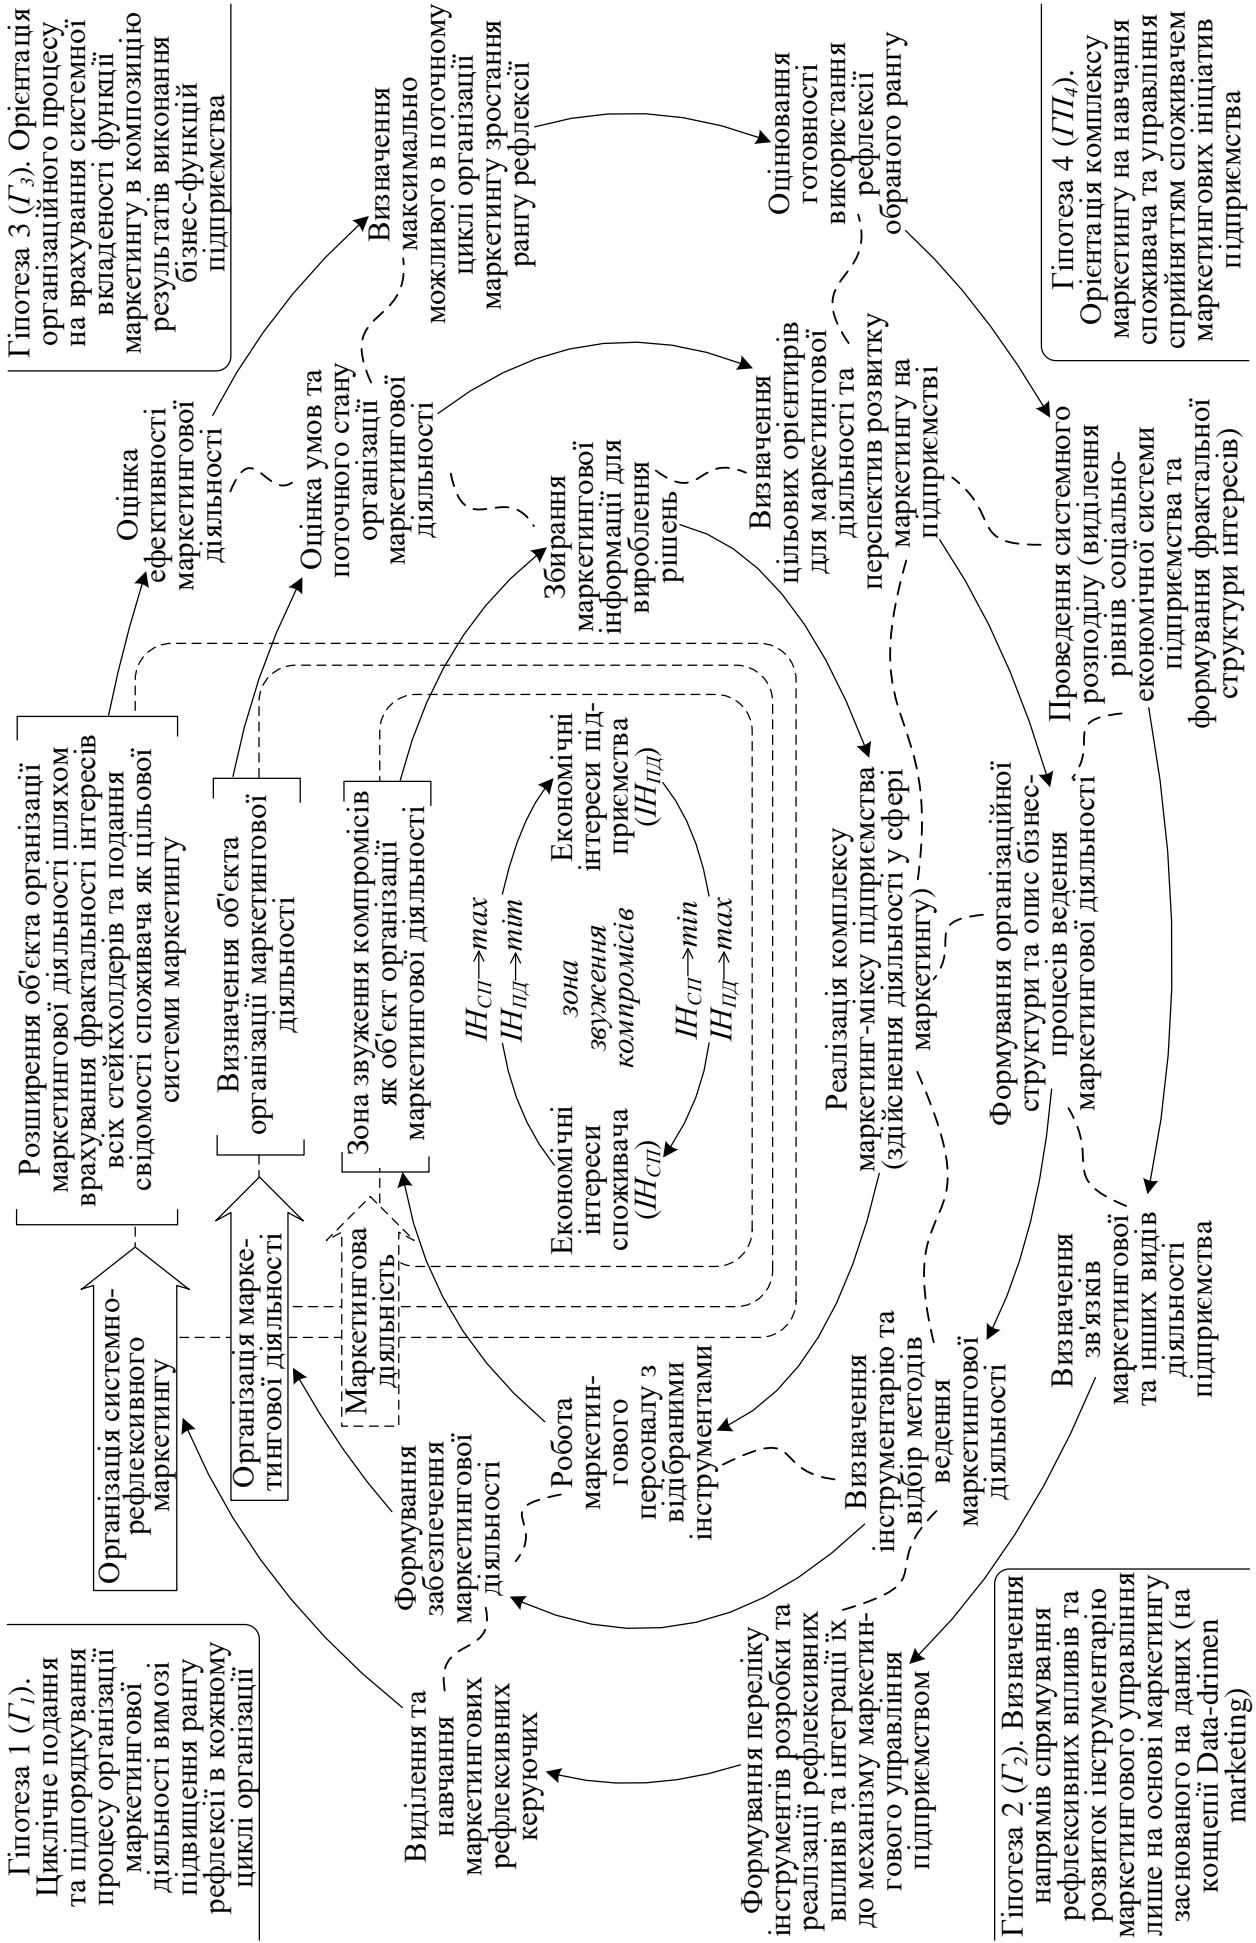 Гіпотеза 1 (Г1).
Циклічне подання
та підпорядкування
процесу організації
маркетингової
діяльності вимозі
підвищення рангу
рефлексії в кожному
циклі організації
Організація системно-
рефлексивного
маркетингу
Розширення об'єкта організації
маркетингової діяльності шляхом
врахування фрактальності інтересів
всіх стейкхолдерів та подання
свідомості споживача як цільової
системи маркетингу
Оцінка
ефективності
маркетингової
діяльності
Гіпотеза 3 (Г3). Орієнтація
організаційного процесу
на врахування системної
вкладеності функції
маркетингу в композицію
результатів виконання
бізнес-функцій
підприємства
Організація марке-
тингової діяльності
Визначення об'єкта
організації маркетингової
діяльності
Оцінка умов та
поточного стану
організації
маркетингової
діяльності
Визначення
максимально
можливого в поточному
циклі організації
маркетингу зростання
рангу рефлексії
Маркетингова
діяльність
Зона звуження компромісів
як об'єкт організації
маркетингової діяльності
Виділення та
навчання
маркетингових
рефлексивних
керуючих
Формування
забезпечення
маркетингової
діяльності
ІНСП→max
ІНПД→mіm
Економічні
інтереси
споживача
(ІНСП)
зона
звуження
компромісів
Економічні
інтереси під-
приємства
(ІНПД)
ІНСП→min
ІНПД→max
Збирання
маркетингової
інформації для
вироблення
рішень
Робота
маркетин-
гового
персоналу з
відібраними
інструментами
Оцінювання
готовності
використання
рефлексії
обраного рангу
Формування переліку
інструментів розробки та
реалізації рефлексивних
впливів та інтеграції їх
до механізму маркетин-
гового управління
підприємством
Визначення
інструментарію та
відбір методів
ведення
маркетингової
діяльності
Реалізація комплексу
маркетинг-міксу підприємства
(здійснення діяльності у сфері
маркетингу)
Визначення
цільових орієнтирів
для маркетингової
діяльності та
перспектив розвитку
маркетингу на
підприємстві
Формування організаційної
структури та опис бізнес-
процесів ведення
маркетингової діяльності
Гіпотеза 2 (Г2). Визначення
напрямів спрямування
рефлексивних впливів та
розвиток інструментарію
маркетингового управління
лише на основі маркетингу
заснованого на даних (на
концепії Data-drimen
marketing)
Визначення
зв'язків
маркетингової
та інших видів
діяльності
підприємства
Проведення системного
розподілу (виділення
рівнів соціально-
економічної системи
підприємства та
формування фрактальної
структури інтересів)
Гіпотеза 4 (ГП4).
Орієнтація комплексу
маркетингу на навчання
споживача та управління
сприйняттям споживачем
маркетингових ініціатив
підприємства